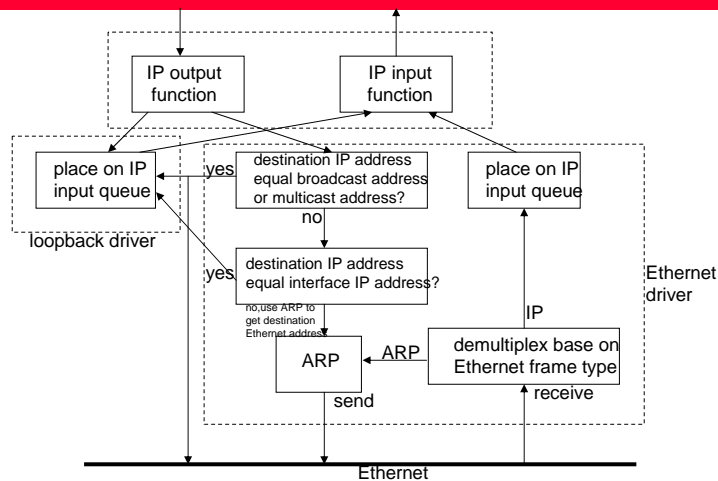 IP output
function
IP input
function
place on IP
input queue
loopback driver
yes
destination IP address
equal broadcast address
or multicast address?
no
place on IP
input queue
yes
destination IP address
equal interface IP address?
no,use ARP to
get destination
Ethernet address
Ethernet
driver
IP
ARP
ARP
demultiplex base on
Ethernet frame type
send
receive
Ethernet